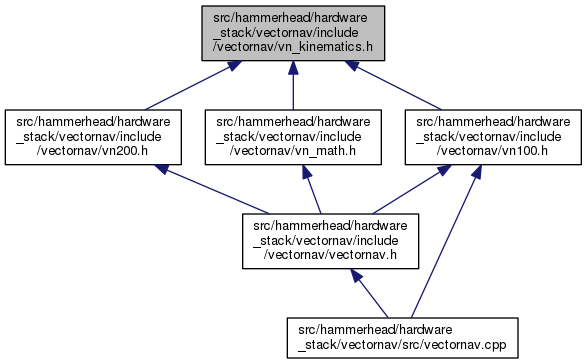 src/hammerhead/hardware
_stack/vectornav/include
/vectornav/vn_kinematics.h
src/hammerhead/hardware
_stack/vectornav/include
/vectornav/vn200.h
src/hammerhead/hardware
_stack/vectornav/include
/vectornav/vn_math.h
src/hammerhead/hardware
_stack/vectornav/include
/vectornav/vn100.h
src/hammerhead/hardware
_stack/vectornav/include
/vectornav/vectornav.h
src/hammerhead/hardware
_stack/vectornav/src/vectornav.cpp